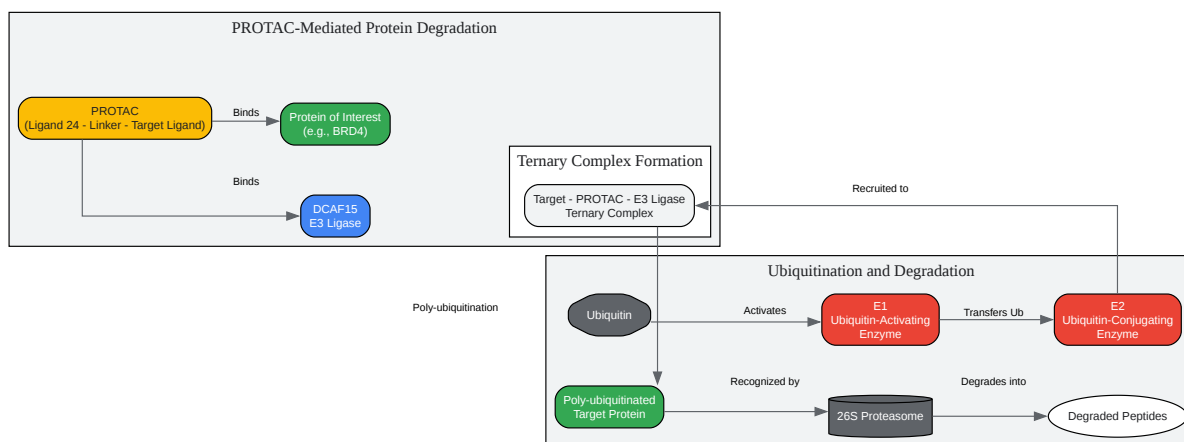 PROTAC-Mediated Protein Degradation
PROTAC
(Ligand 24 - Linker - Target Ligand)
Binds
Protein of Interest
(e.g., BRD4)
Binds
DCAF15
E3 Ligase
Ternary Complex Formation
Target - PROTAC - E3 Ligase
Ternary Complex
Recruited to
Ubiquitination and Degradation
Poly-ubiquitination
Ubiquitin
Activates
E1
Ubiquitin-Activating
Enzyme
Transfers Ub
E2
Ubiquitin-Conjugating
Enzyme
Poly-ubiquitinated
Target Protein
Recognized by
26S Proteasome
Degrades into
Degraded Peptides